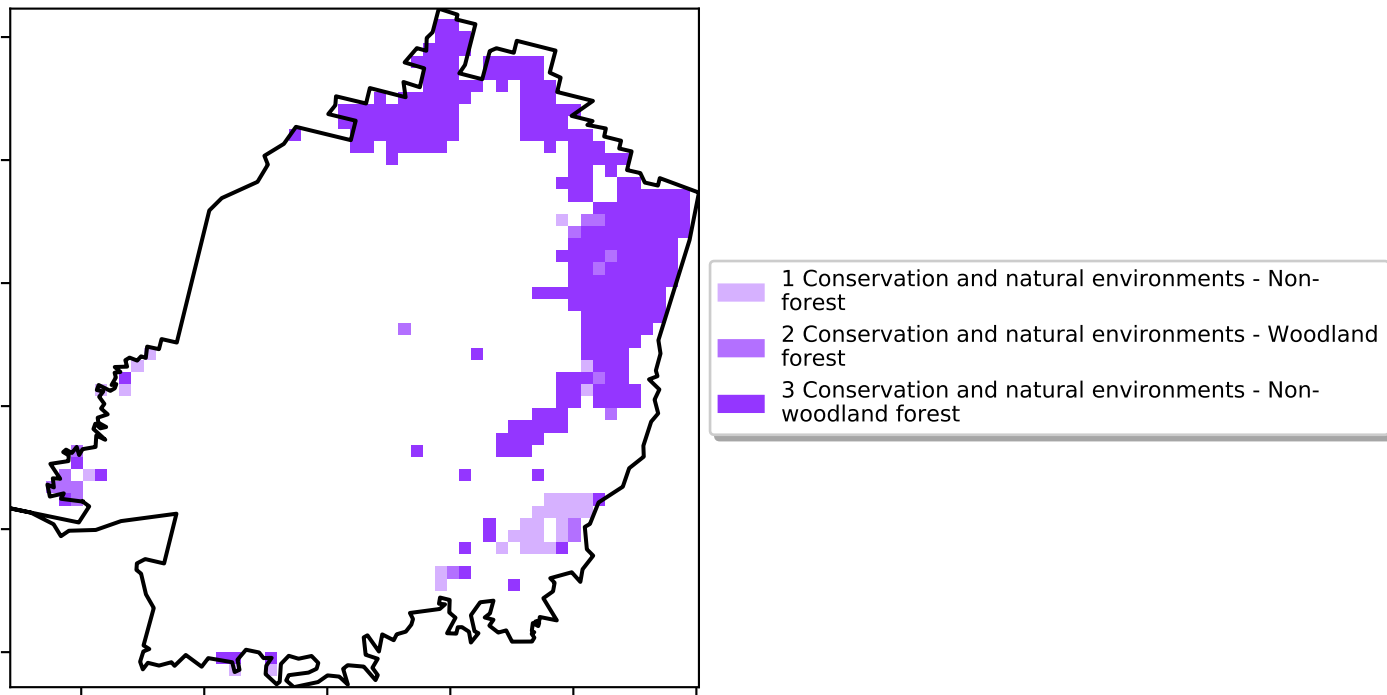 1 Conservation and natural environments - Non-
forest
2 Conservation and natural environments - Woodland
forest
3 Conservation and natural environments - Non-
woodland forest